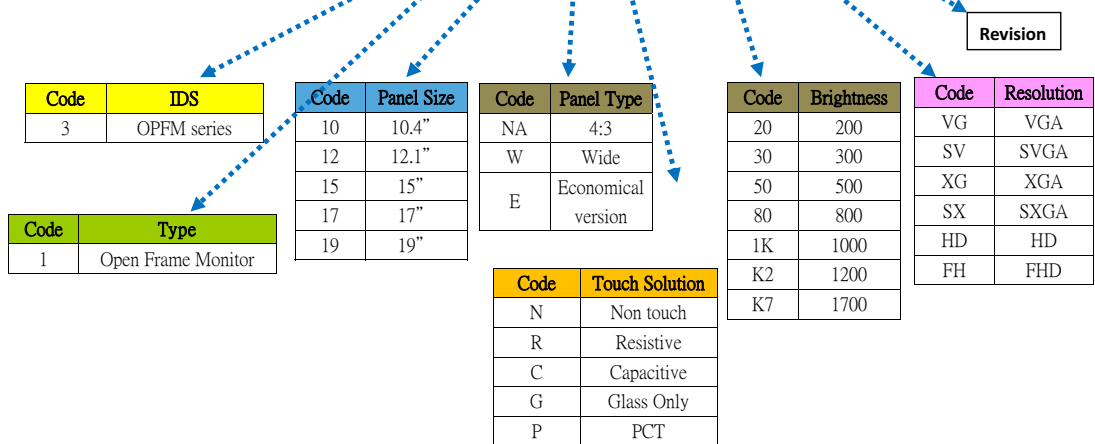 Revision
Code IDS
3 OPFM series
Code Type
1 Open Frame Monitor
Code Panel Size
10 10.4”
12 12.1”
15 15”
17 17”
19 19”
Code Panel Type
NA 4:3
W Wide
E Economical
version
Code Touch Solution
N Non touch
R Resistive
C Capacitive
G Glass Only
P PCT
Code Brightness
20 200
30 300
50 500
80 800
1K 1000
K2 1200
K7 1700
Code Resolution
VG VGA
SV SVGA
XG XGA
SX SXGA
HD HD
FH FHD